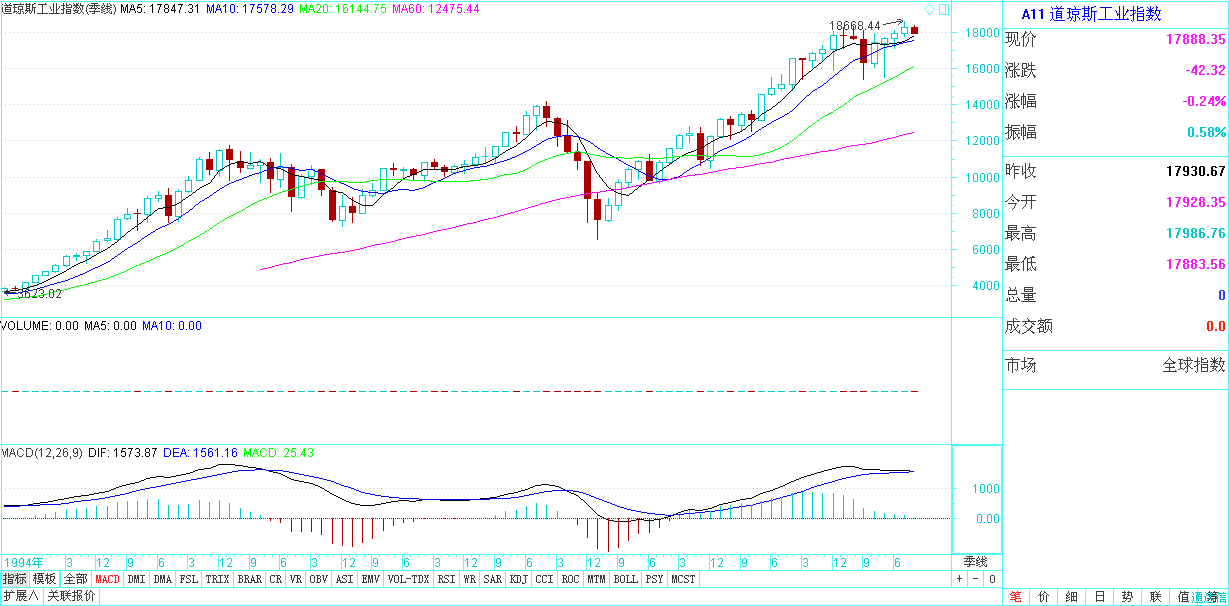 道琼斯工业指数(季线) MA5: 17847.31 MA10: 17578.29 MA20: 16144.75 MA60: 12475.44
18668.44
18000
16000
14000
12000
10000
8000
6000
4000
3623.02
VOLUME: 0.00 MA5: 0.00 MA10: 0.00
MACD(12,26,9) DIF: 1573.87 DEA: 1561.16 MACD: 25.43
1000
0.00
1994年 3 12 9 6 3 12 9 6 3 12 9 6 3 12 9 6 3 12 9 6 3 12 9 6 3 12 9 6 季线
指标 模板 全部 MACD DMI DMA FSL TRIX BRAR CR VR OBV ASI EMV VOL-TDX RSI WR SAR KDJ CCI ROC MTM BOLL PSY MCST + - 0
扩展∧ 关联报价
A11 道琼斯工业指数
现价 17888.35
涨跌 -42.32
涨幅 -0.24%
振幅 0.58%
昨收 17930.67
今开 17928.35
最高 17986.76
最低 17883.56
总量 0
成交额 0.0
市场 全球指数
笔 价 细 日 势 联 值